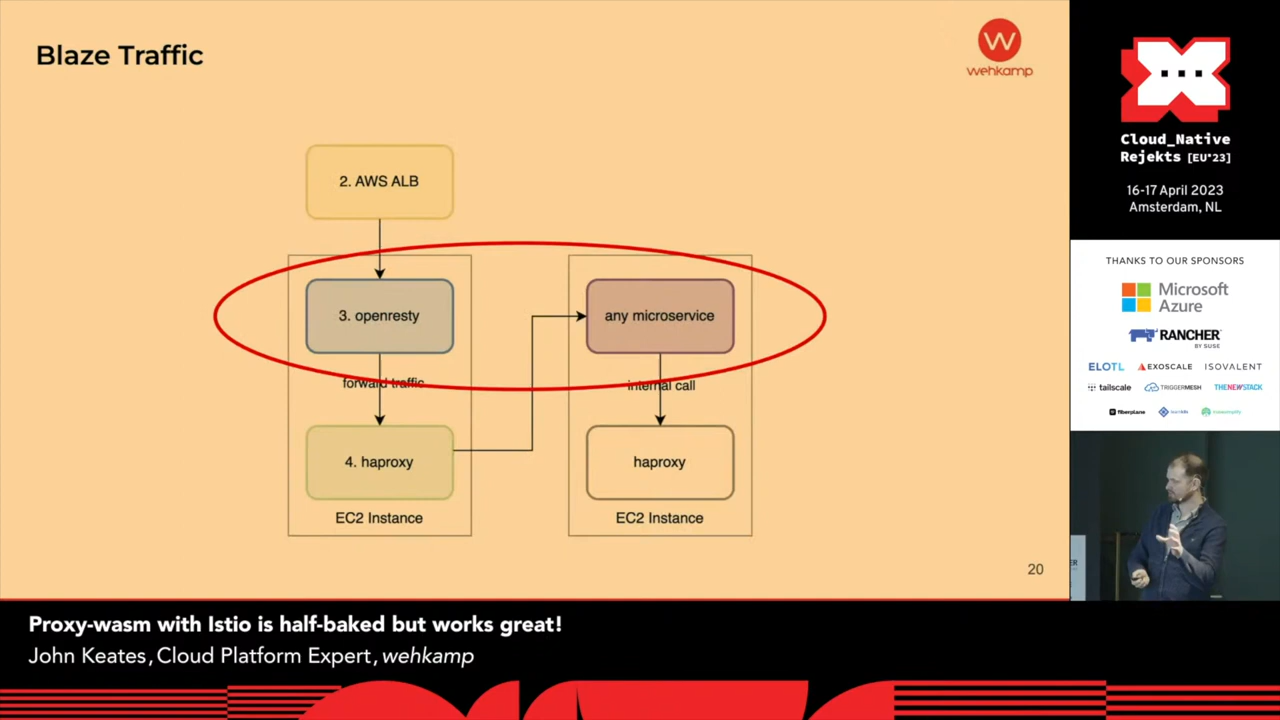 Blaze Traffic
wehkamp
2. AWS ALB
3. openresty
any microservice
forward traffic
internal call
4. haproxy
haproxy
EC2 Instance
EC2 Instance
20
Cloud_Native
Rejekts [EU'23]
16-17 April 2023
Amsterdam, NL
THANKS TO OUR SPONSORS
Microsoft
Azure
RANCHER
BY SUSE
ELOTL
EXOSCALE
ISOVALENT
tailscale
TRIGGERMESH
THENEWSTACK
fiberplane
Proxy-wasm with Istio is half-baked but works great!
John Keates, Cloud Platform Expert, wehkamp